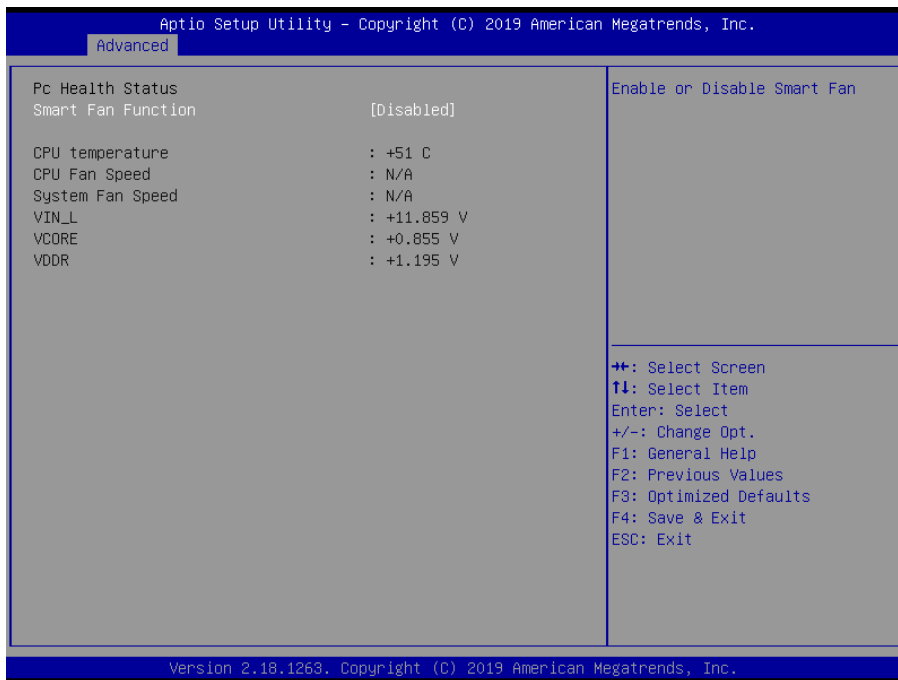 Aptio Setup Utility – Copyright (C) 2019 American Megatrends, Inc.
Advanced
Pc Health Status
Smart Fan Function [Disabled]
CPU temperature : +51 C
CPU Fan Speed : N/A
System Fan Speed : N/A
VIN_L : +11.859 V
VCORE : +0.855 V
VDDR : +1.195 V
Enable or Disable Smart Fan
→←: Select Screen
↑↓: Select Item
Enter: Select
+/-: Change Opt.
F1: General Help
F2: Previous Values
F3: Optimized Defaults
F4: Save & Exit
ESC: Exit
Version 2.18.1263. Copyright (C) 2019 American Megatrends, Inc.